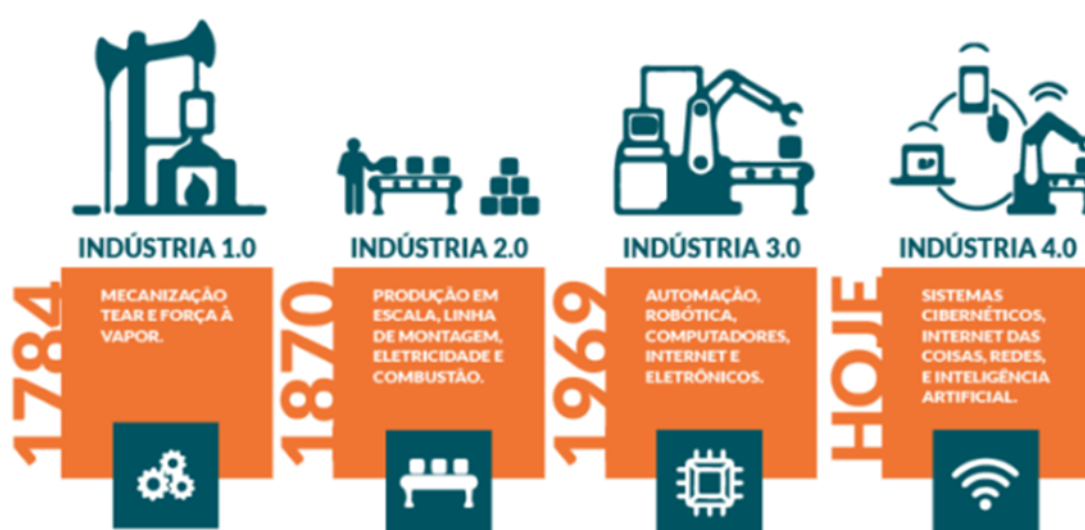 INDÚSTRIA 1.0
1784
MECANIZAÇÃO
TEAR E FORÇA À
VAPOR.
INDÚSTRIA 2.0
1870
PRODUÇÃO EM
ESCALA, LINHA
DE MONTAGEM,
ELETRICIDADE E
COMBUSTÃO.
INDÚSTRIA 3.0
1969
AUTOMAÇÃO,
ROBÓTICA,
COMPUTADORES,
INTERNET E
ELETRÔNICOS.
INDÚSTRIA 4.0
HOJE
SISTEMAS
CIBERNÉTICOS,
INTERNET DAS
COISAS, REDES,
E INTELIGÊNCIA
ARTIFICIAL.